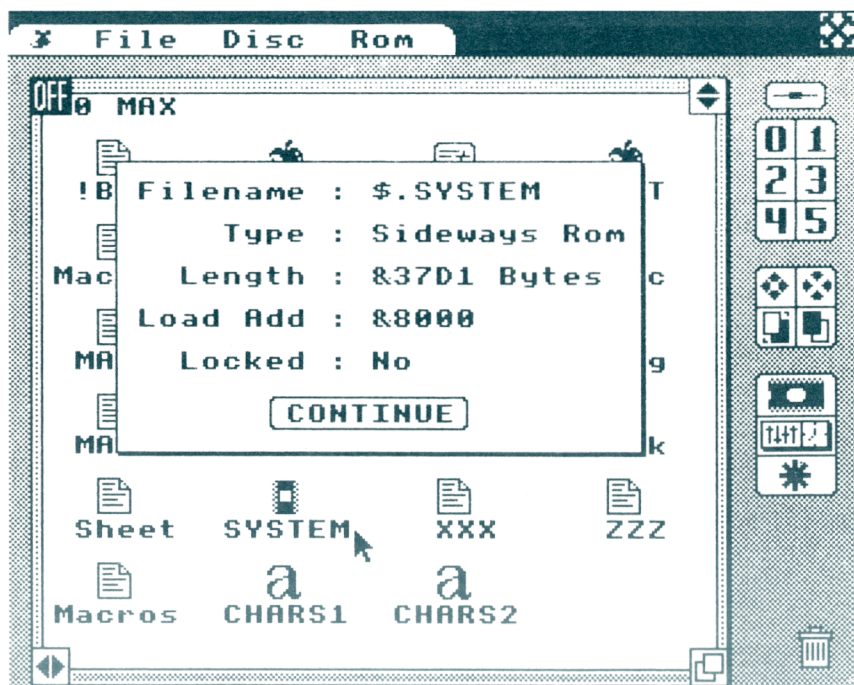 File Disc Rom
OFF
0 MAX
0 1
!B T
Filename : $.SYSTEM
2 3
Type : Sideways Rom
4 5
Mac c
Length : &37D1 Bytes
Load Add : &8000
MA g
Locked : No
CONTINUE
MA k
Sheet SYSTEM XXX ZZZ
a a
Macros CHARS1 CHARS2